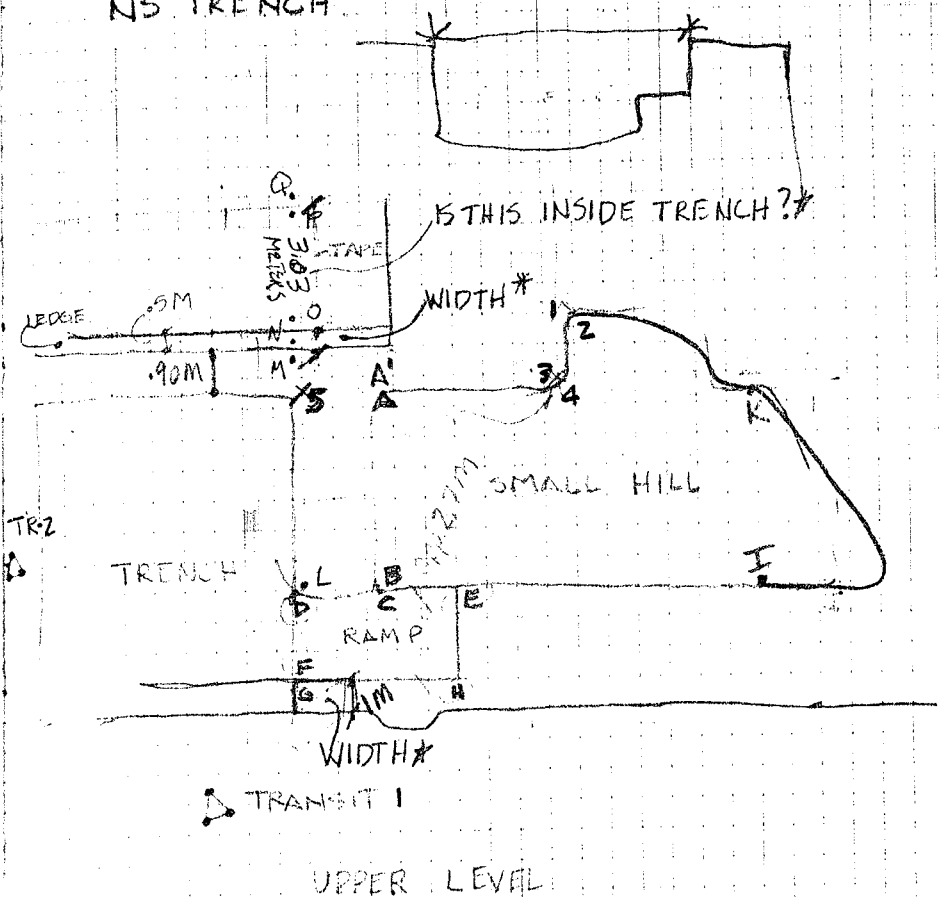 NS TRENCH
Q
P
IS THIS INSIDE TRENCH?*
3.03
METERS
TAPE
WIDTH*
.5M
LEDGE
O
N
M
.90M
1
2
A'
A
3
4
5
K
SMALL HILL
TR.2
TRENCH
L
D
B
C
E
I
RAMP
F
G
1M
H
WIDTH*
TRANSIT 1
UPPER LEVEL